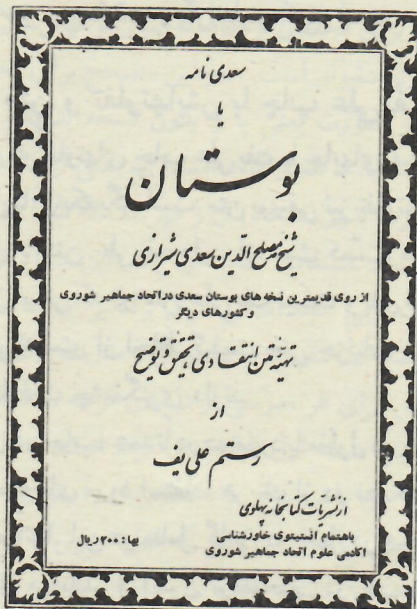 سعدی نامه
یا
بوستان
شیخ مصلح الدین سعدی شیرازی
از روی قدیمترین نسخه های بوستان سعدی در اتحاد جماهیر شوروی
و کشورهای دیگر
تهیهٔ متن انتقادی، تحقیق و توضیح
از
رستم علی یف
از نشریات کتابخانه پهلوی
باهتمام انستیتوی خاورشناسی
آکادمی علوم اتحاد جماهیر شوروی
بها: ۳۰۰ ریال